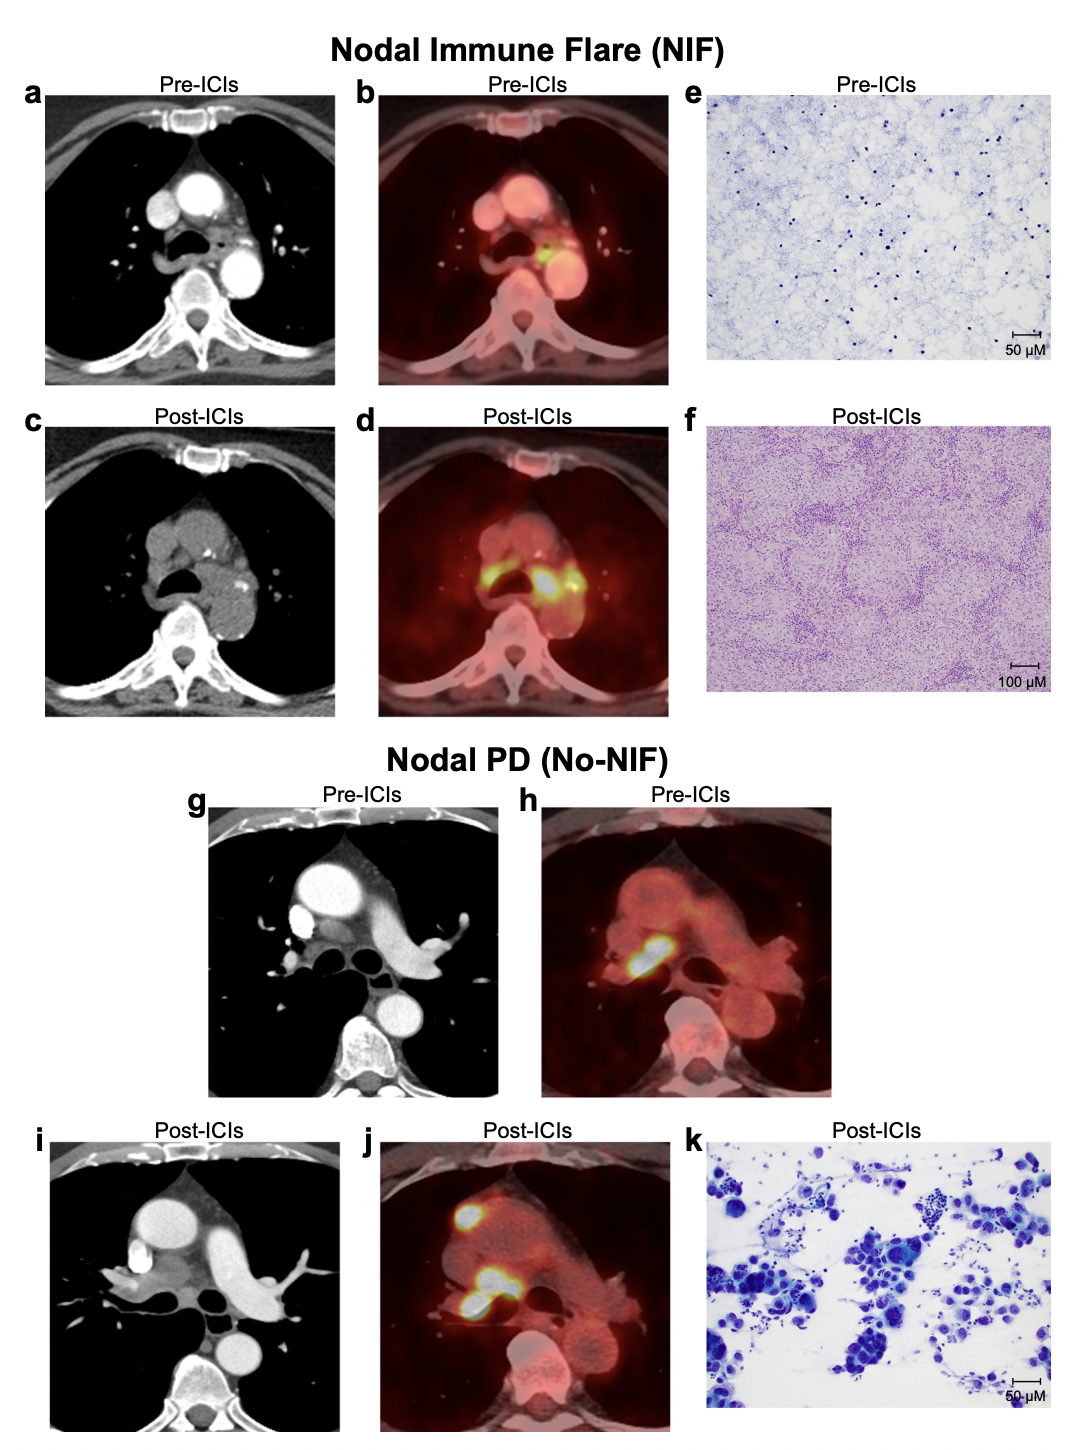 Nodal Immune Flare (NIF)
a Pre-ICIs
b Pre-ICIs
e Pre-ICIs
50 µM
c Post-ICIs
d Post-ICIs
f Post-ICIs
100 µM
Nodal PD (No-NIF)
g Pre-ICIs
h Pre-ICIs
i Post-ICIs
j Post-ICIs
k Post-ICIs
50 µM